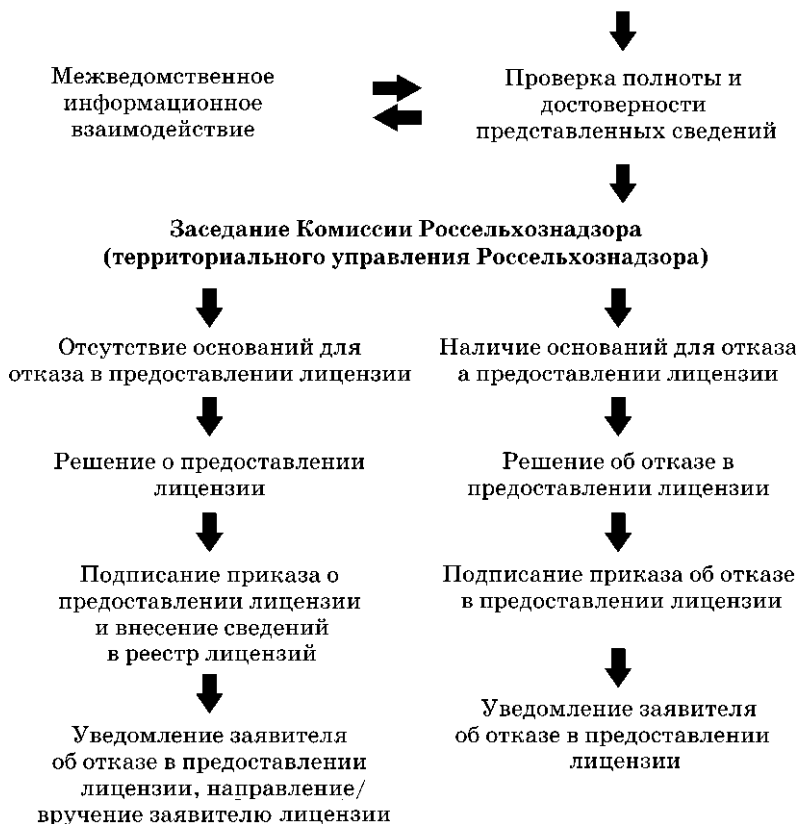 Межведомственное
информационное
взаимодействие
Проверка полноты и
достоверности
представленных сведений
Заседание Комиссии Россельхознадзора
(территориального управления Россельхознадзора)
Отсутствие оснований для
отказа в предоставлении лицензии
Наличие оснований для отказа
а предоставлении лицензии
Решение о предоставлении
лицензии
Решение об отказе в
предоставлении лицензии
Подписание приказа о
предоставлении лицензии
и внесение сведений
в реестр лицензий
Подписание приказа об отказе
в предоставлении лицензии
Уведомление заявителя
об отказе в предоставлении
лицензии, направление/
вручение заявителю лицензии
Уведомление заявителя
об отказе в предоставлении
лицензии